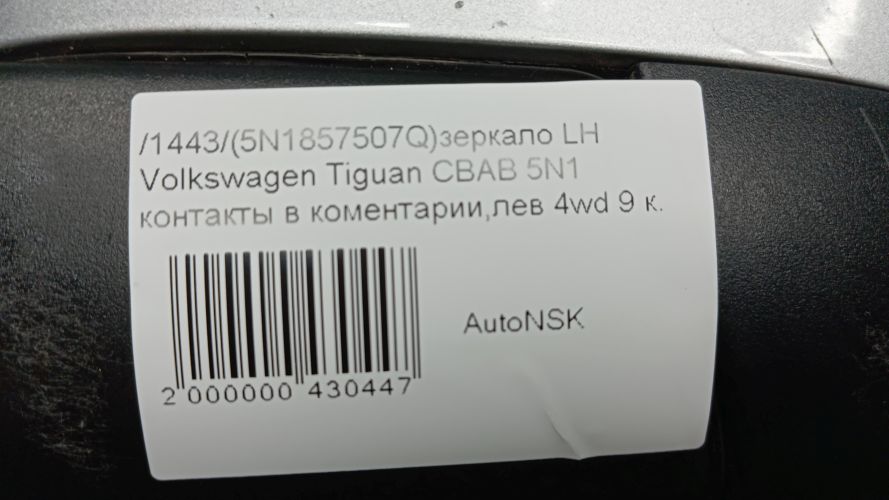 /1443/(5N1857507Q)зеркало LH
Volkswagen Tiguan CBAB 5N1
контакты в коментарии,лев 4wd 9 к.
AutoNSK
2 000000 430447